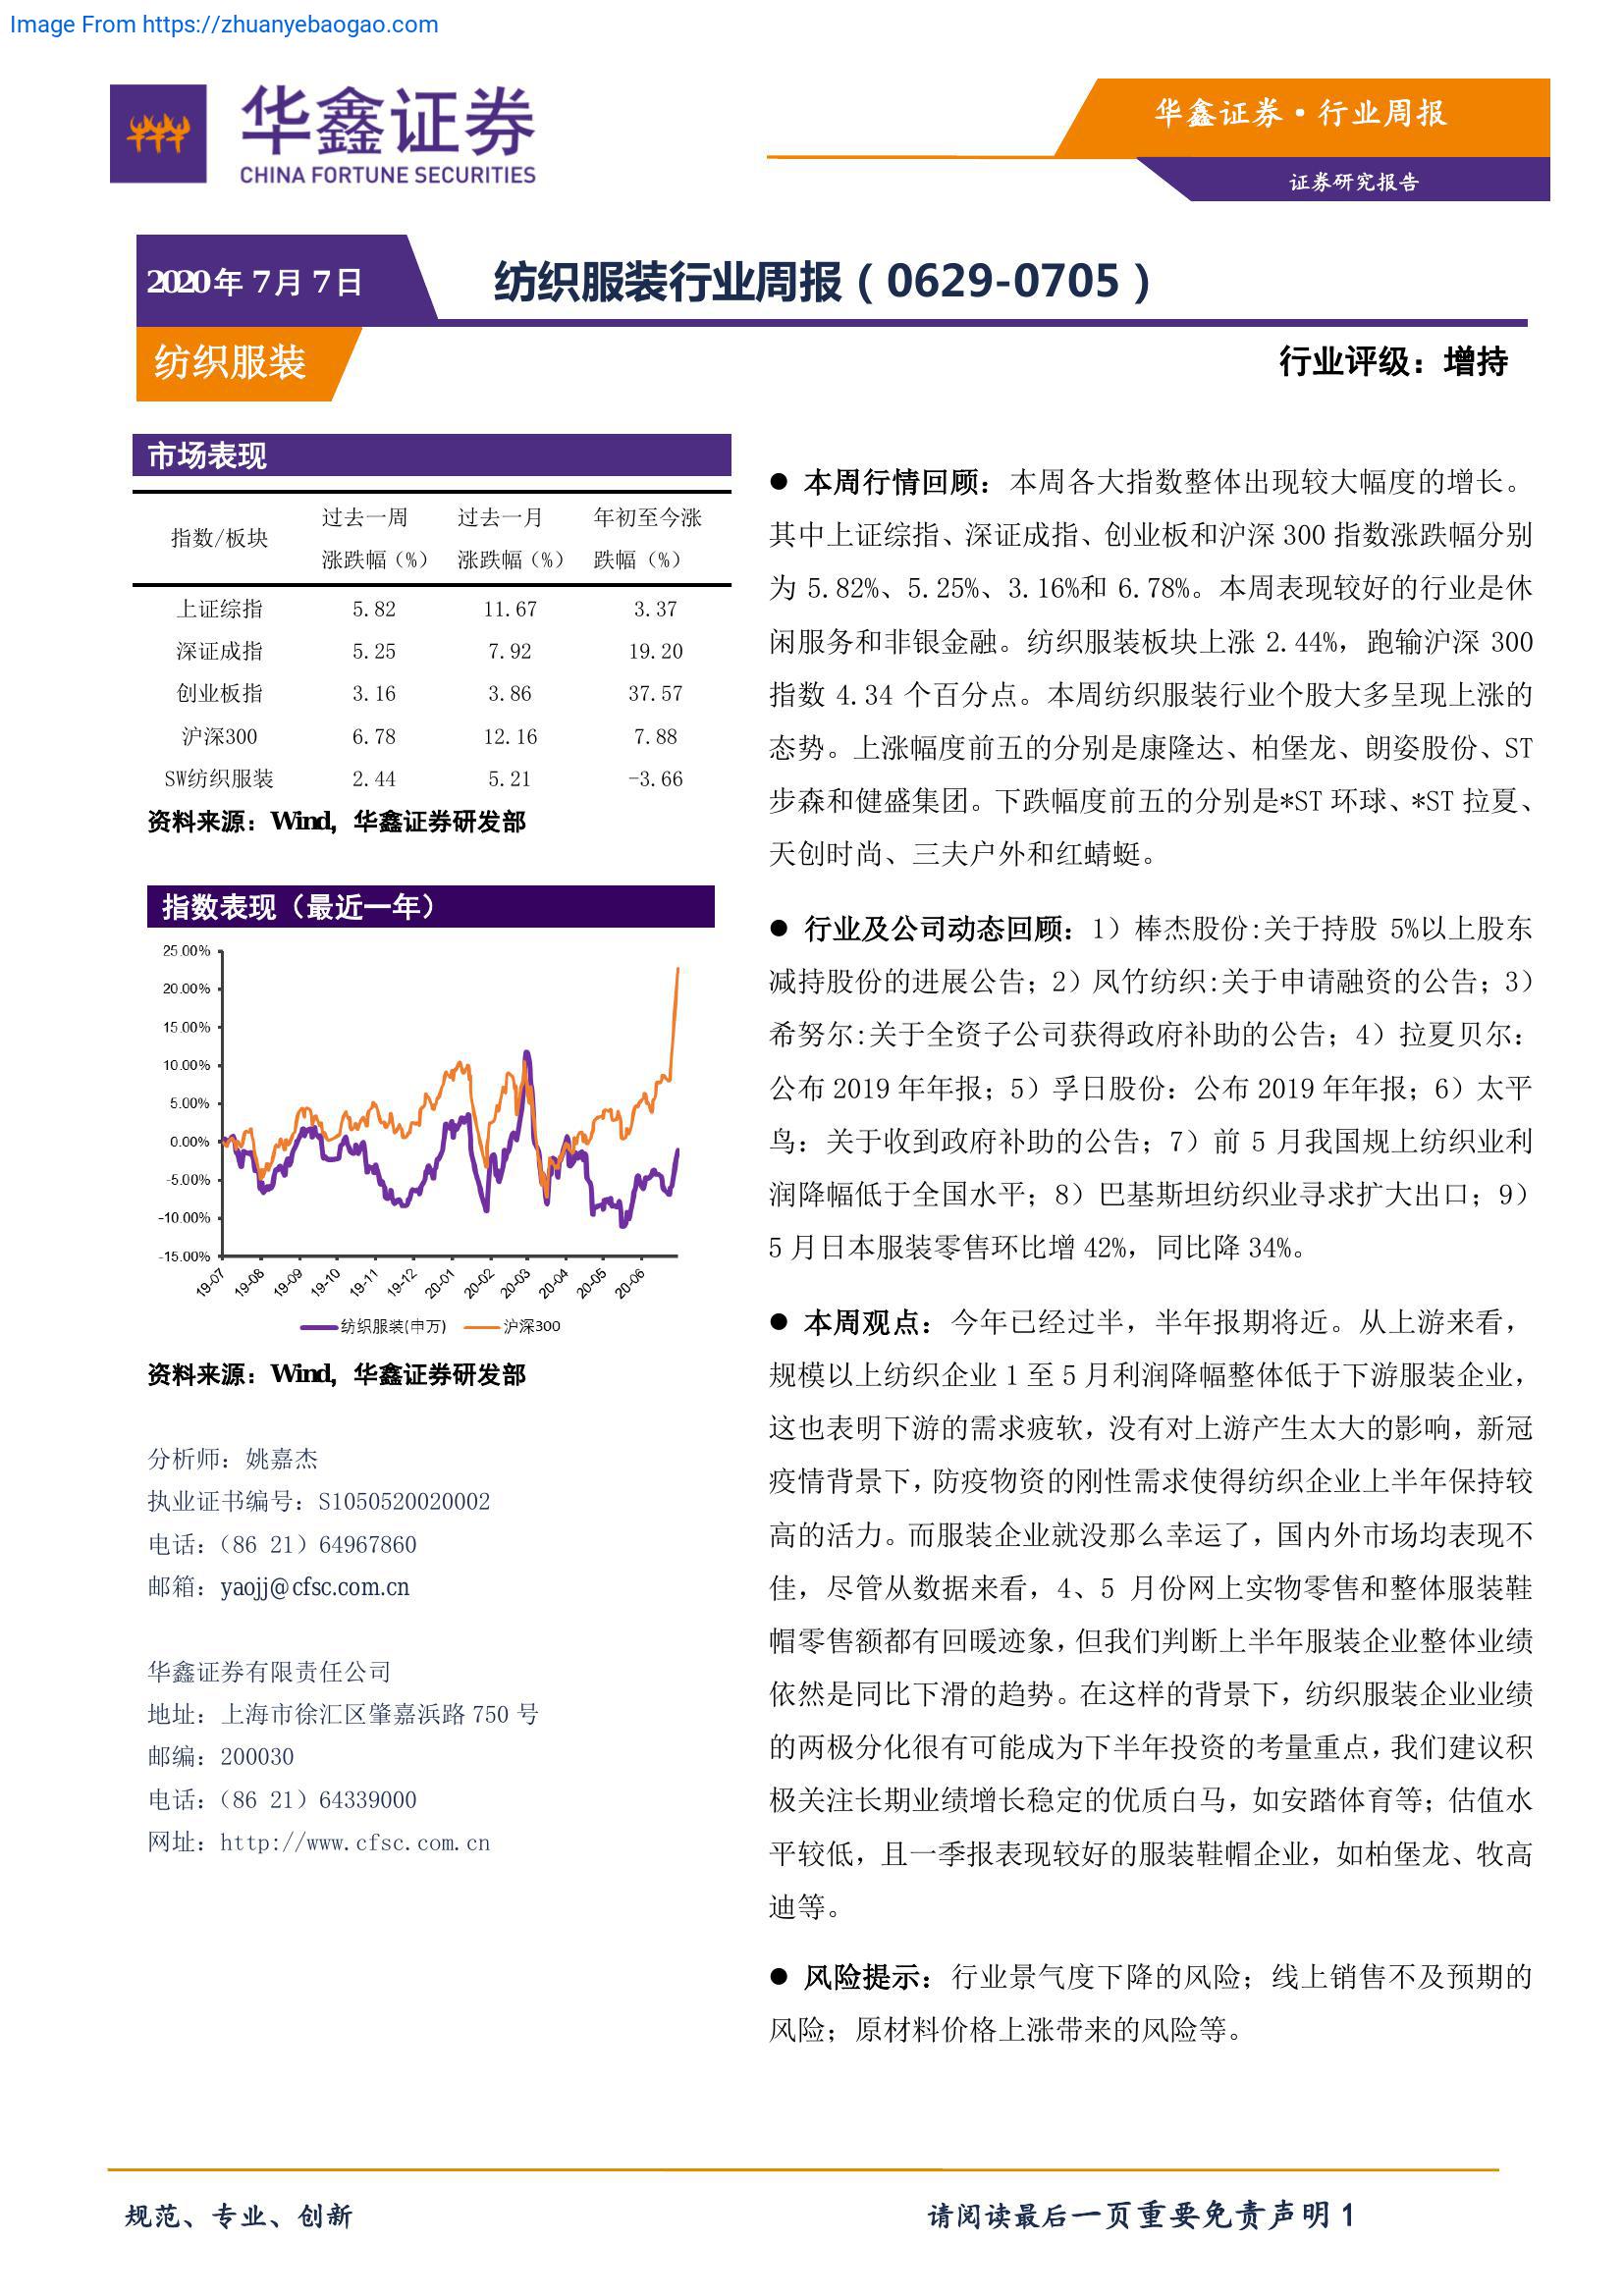 Image From https://zhuanyebaogao.com
华鑫证券
CHINA FORTUNE SECURITIES
华鑫证券·行业周报
证券研究报告
2020年 7月 7日
纺织服装行业周报（0629-0705）
纺织服装
行业评级：增持
市场表现
指数/板块 过去一周涨跌幅（%） 过去一月涨跌幅（%） 年初至今涨跌幅（%）
上证综指 5.82 11.67 3.37
深证成指 5.25 7.92 19.20
创业板指 3.16 3.86 37.57
沪深300 6.78 12.16 7.88
SW纺织服装 2.44 5.21 -3.66
资料来源：Wind，华鑫证券研发部
指数表现（最近一年）
25.00%
20.00%
15.00%
10.00%
5.00%
0.00%
-5.00%
-10.00%
-15.00%
19-07 19-08 19-09 19-10 19-11 19-12 20-01 20-02 20-03 20-04 20-05 20-06
纺织服装(申万) 沪深300
资料来源：Wind，华鑫证券研发部
分析师：姚嘉杰
执业证书编号：S1050520020002
电话：（86 21）64967860
邮箱：yaojj@cfsc.com.cn
华鑫证券有限责任公司
地址：上海市徐汇区肇嘉浜路 750 号
邮编：200030
电话：（86 21）64339000
网址：http://www.cfsc.com.cn
● 本周行情回顾：本周各大指数整体出现较大幅度的增长。
其中上证综指、深证成指、创业板和沪深 300 指数涨跌幅分别
为 5.82%、5.25%、3.16%和 6.78%。本周表现较好的行业是休
闲服务和非银金融。纺织服装板块上涨 2.44%，跑输沪深 300
指数 4.34 个百分点。本周纺织服装行业个股大多呈现上涨的
态势。上涨幅度前五的分别是康隆达、柏堡龙、朗姿股份、ST
步森和健盛集团。下跌幅度前五的分别是*ST 环球、*ST 拉夏、
天创时尚、三夫户外和红蜻蜓。
● 行业及公司动态回顾：1）棒杰股份:关于持股 5%以上股东
减持股份的进展公告；2）凤竹纺织:关于申请融资的公告；3）
希努尔:关于全资子公司获得政府补助的公告；4）拉夏贝尔：
公布 2019 年年报；5）孚日股份：公布 2019 年年报；6）太平
鸟：关于收到政府补助的公告；7）前 5 月我国规上纺织业利
润降幅低于全国水平；8）巴基斯坦纺织业寻求扩大出口；9）
5 月日本服装零售环比增 42%，同比降 34%。
● 本周观点：今年已经过半，半年报期将近。从上游来看，
规模以上纺织企业 1 至 5 月利润降幅整体低于下游服装企业，
这也表明下游的需求疲软，没有对上游产生太大的影响，新冠
疫情背景下，防疫物资的刚性需求使得纺织企业上半年保持较
高的活力。而服装企业就没那么幸运了，国内外市场均表现不
佳，尽管从数据来看，4、5 月份网上实物零售和整体服装鞋
帽零售额都有回暖迹象，但我们判断上半年服装企业整体业绩
依然是同比下滑的趋势。在这样的背景下，纺织服装企业业绩
的两极分化很有可能成为下半年投资的考量重点，我们建议积
极关注长期业绩增长稳定的优质白马，如安踏体育等；估值水
平较低，且一季报表现较好的服装鞋帽企业，如柏堡龙、牧高
迪等。
● 风险提示：行业景气度下降的风险；线上销售不及预期的
风险；原材料价格上涨带来的风险等。
规范、专业、创新
请阅读最后一页重要免责声明 1